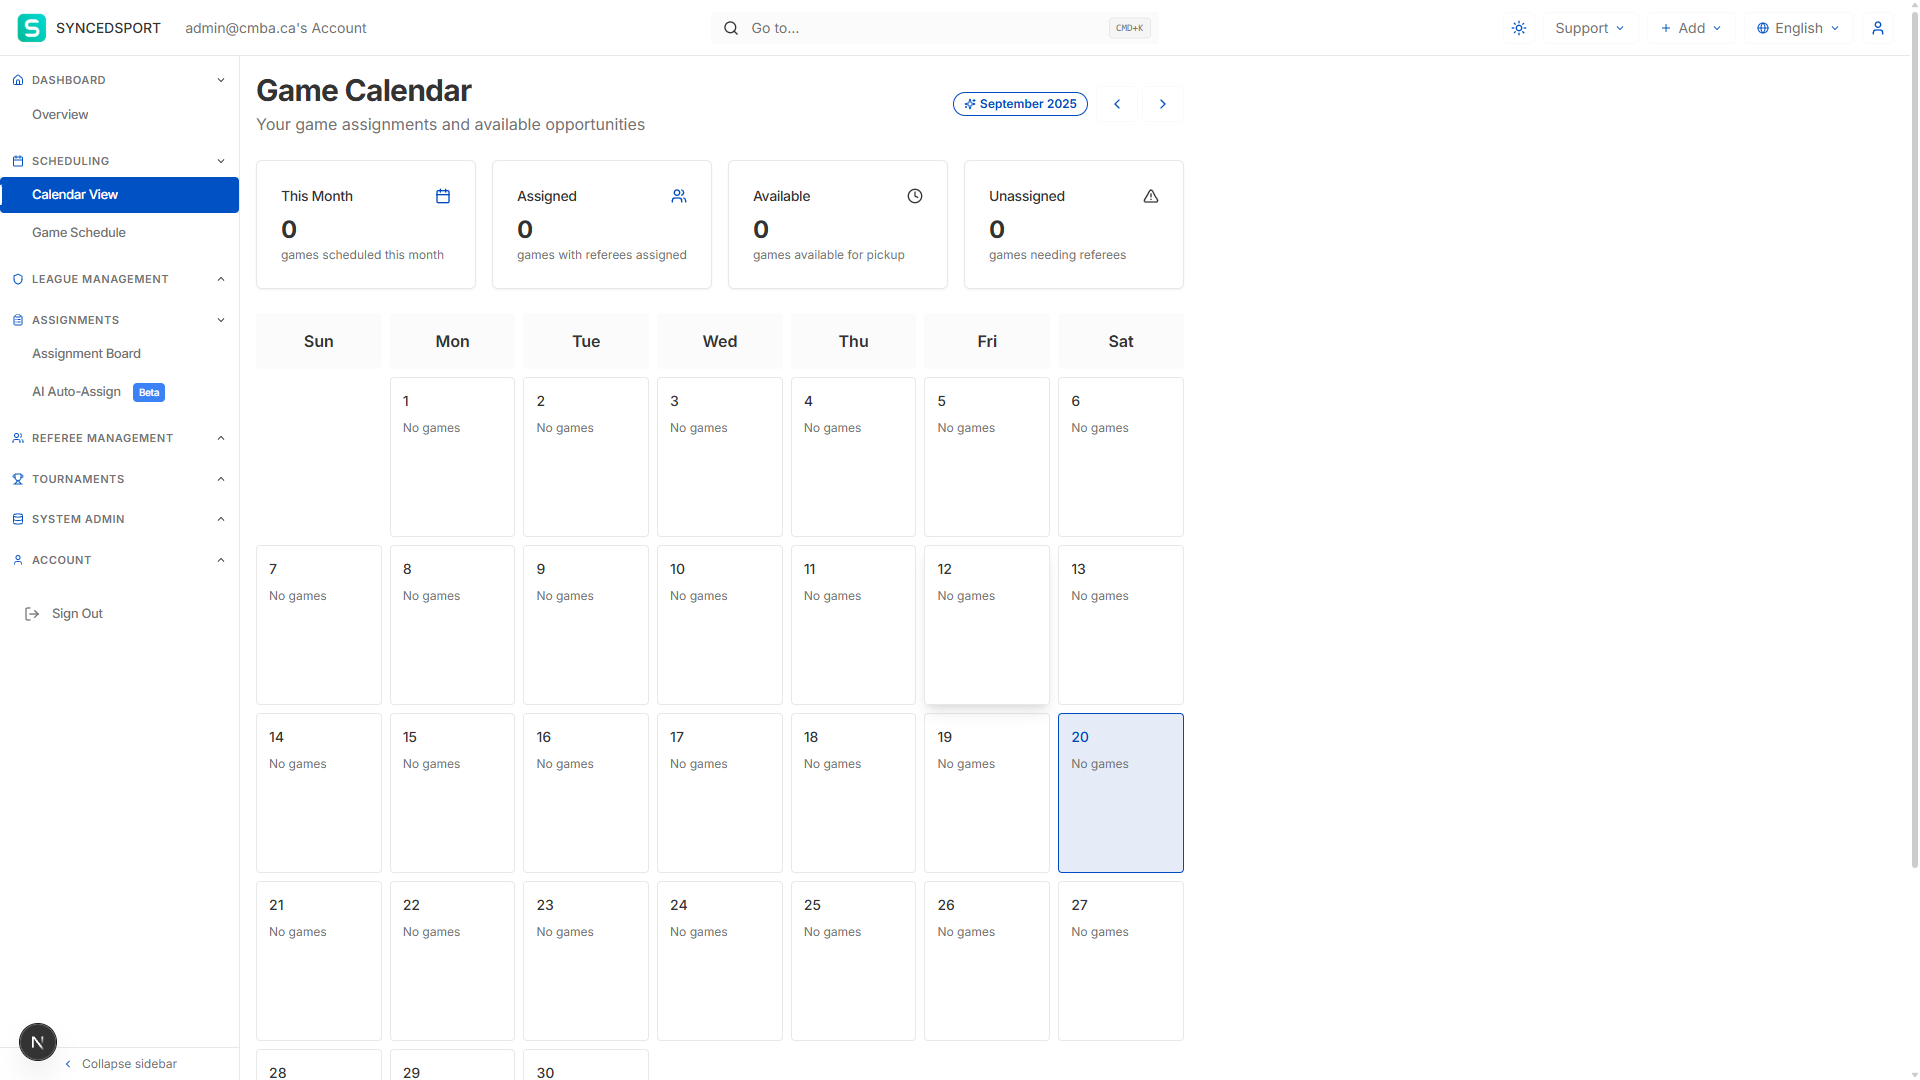 SYNCEDSPORT
admin@cmba.ca's Account
Go to...
CMD+K
Support
Add
English
DASHBOARD
Overview
SCHEDULING
Calendar View
Game Schedule
LEAGUE MANAGEMENT
ASSIGNMENTS
Assignment Board
AI Auto-Assign Beta
REFEREE MANAGEMENT
TOURNAMENTS
SYSTEM ADMIN
ACCOUNT
Sign Out
N
Collapse sidebar
Game Calendar
Your game assignments and available opportunities
September 2025
This Month
0
games scheduled this month
Assigned
0
games with referees assigned
Available
0
games available for pickup
Unassigned
0
games needing referees
Sun Mon Tue Wed Thu Fri Sat
1 2 3 4 5 6
No games No games No games No games No games No games
7 8 9 10 11 12 13
No games No games No games No games No games No games No games
14 15 16 17 18 19 20
No games No games No games No games No games No games No games
21 22 23 24 25 26 27
No games No games No games No games No games No games No games
28 29 30